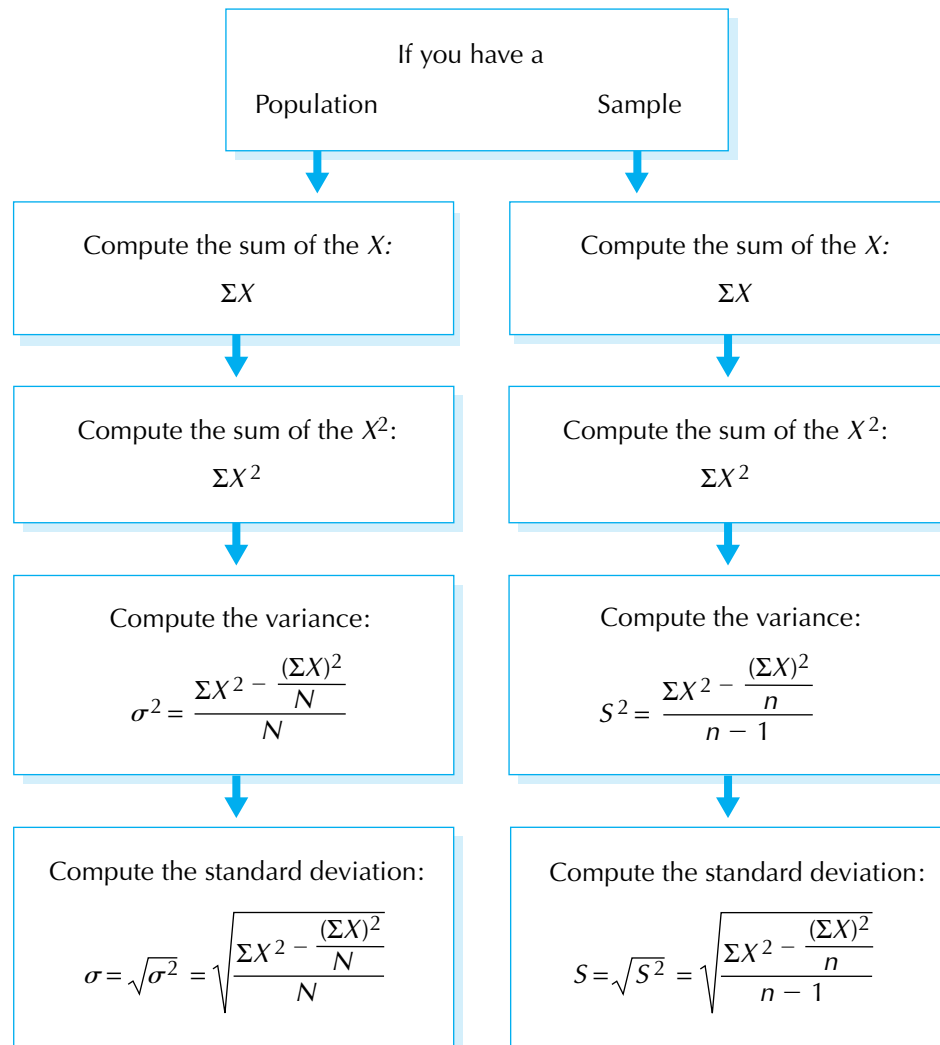 If you have a
Population Sample
Compute the sum of the X:
ΣX
Compute the sum of the X²:
ΣX²
Compute the variance:
σ² = (ΣX² − (ΣX)²/N)/N
Compute the standard deviation:
σ = √σ² = √((ΣX² − (ΣX)²/N)/N)
Compute the sum of the X:
ΣX
Compute the sum of the X²:
ΣX²
Compute the variance:
S² = (ΣX² − (ΣX)²/n)/(n − 1)
Compute the standard deviation:
S = √S² = √((ΣX² − (ΣX)²/n)/(n − 1))